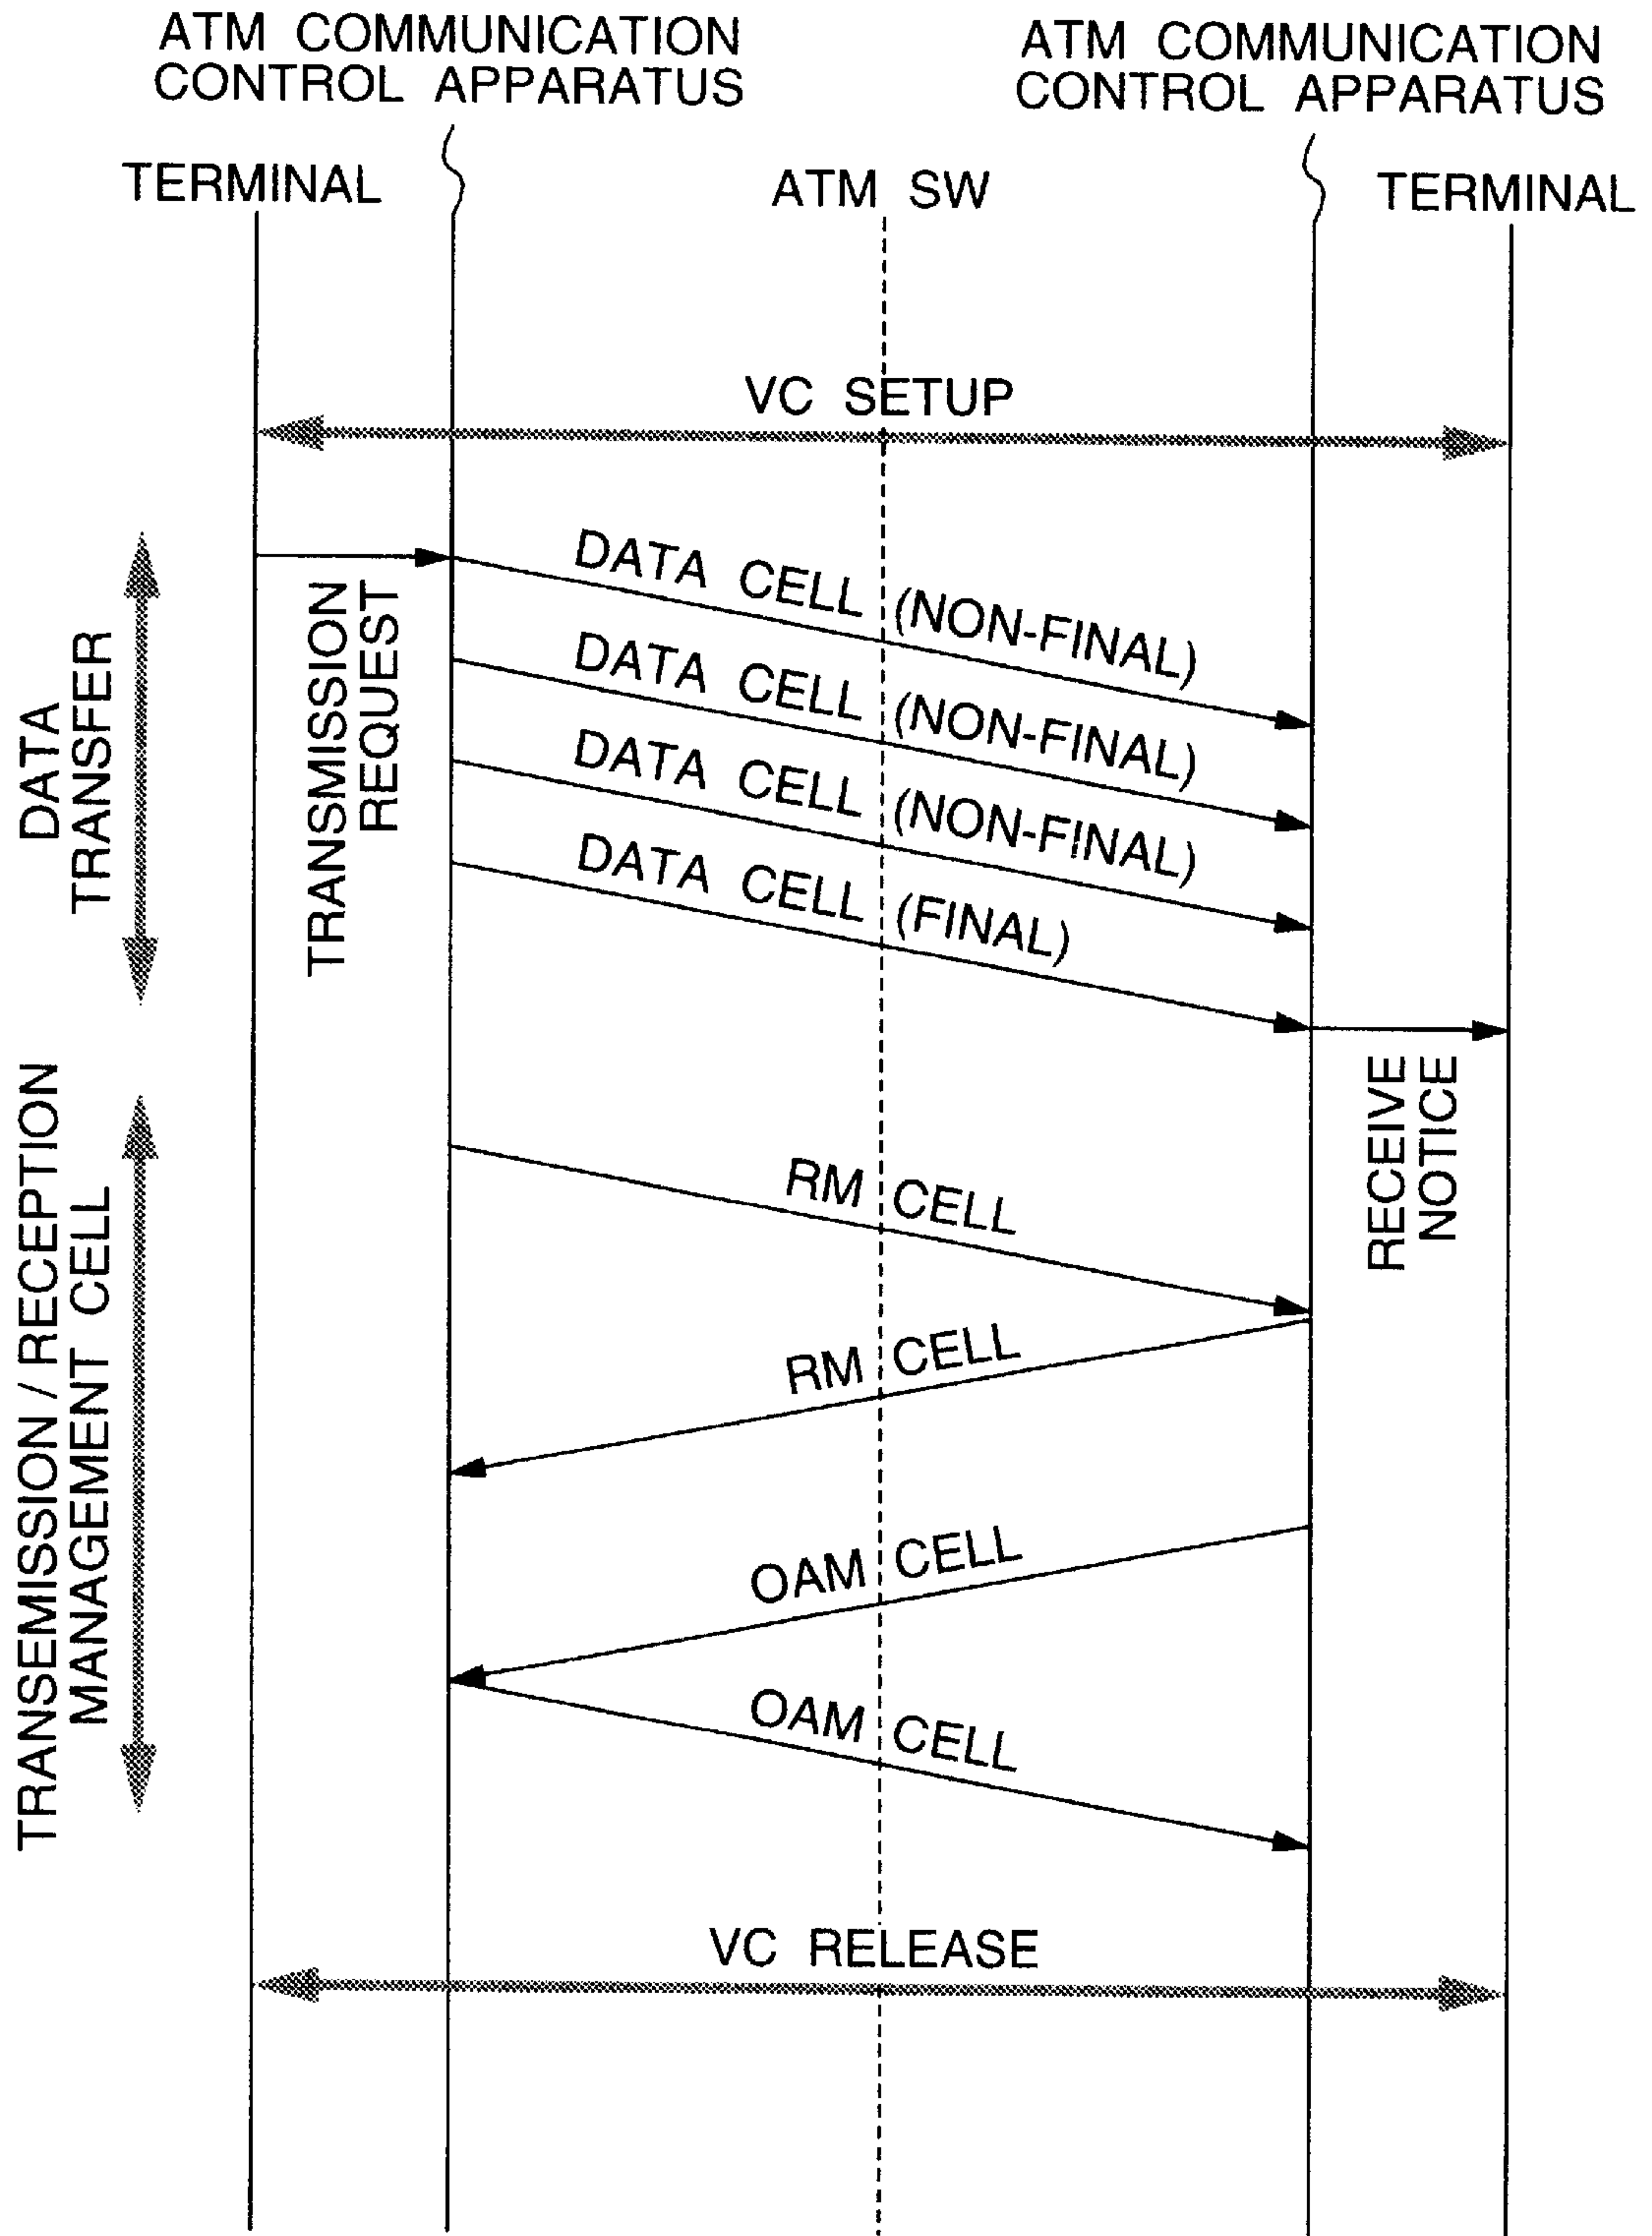 ATM COMMUNICATION
CONTROL APPARATUS
ATM COMMUNICATION
CONTROL APPARATUS
TERMINAL
ATM SW
TERMINAL
VC SETUP
DATA
TRANSFER
TRANSMISSION
REQUEST
DATA CELL (NON-FINAL)
DATA CELL (NON-FINAL)
DATA CELL (NON-FINAL)
DATA CELL (FINAL)
RECEIVE
NOTICE
TRANSEMISSION / RECEPTION
MANAGEMENT CELL
RM CELL
RM CELL
OAM CELL
OAM CELL
VC RELEASE